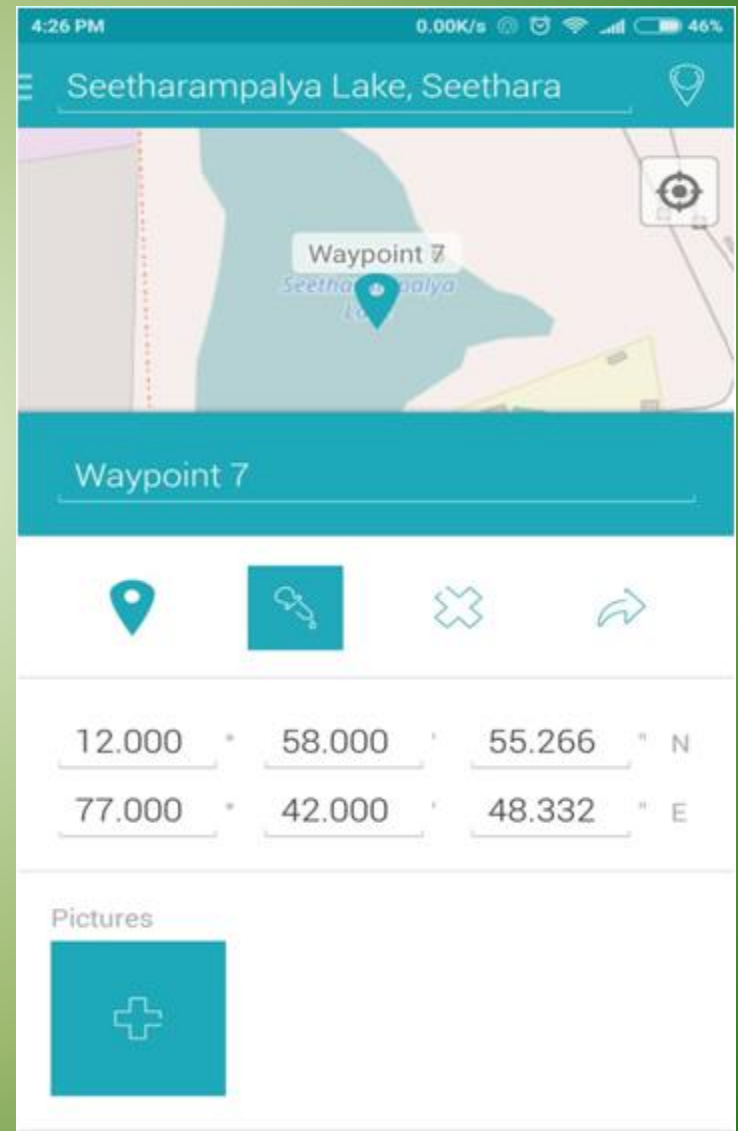 4:26 PM 0.00K/s 46%
Seetharampalya Lake, Seethara
Waypoint 7
Waypoint 7
12.000 ° 58.000 ' 55.266 " N
77.000 ° 42.000 ' 48.332 " E
Pictures